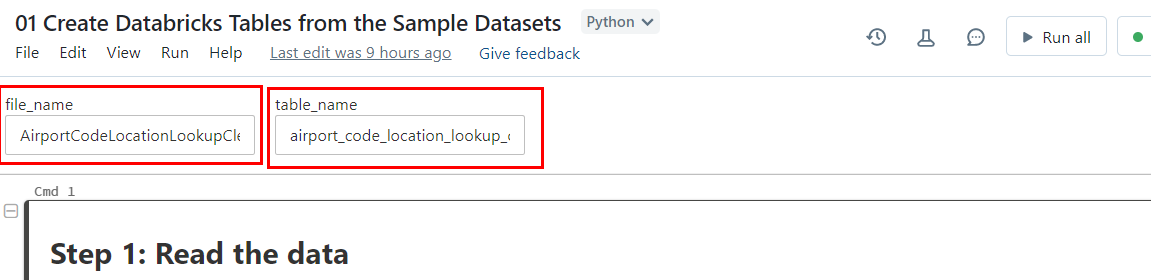 01 Create Databricks Tables from the Sample Datasets Python
File Edit View Run Help Last edit was 9 hours ago Give feedback
Run all
file_name table_name
AirportCodeLocationLookupCle airport_code_location_lookup_c
Cmd 1
Step 1: Read the data